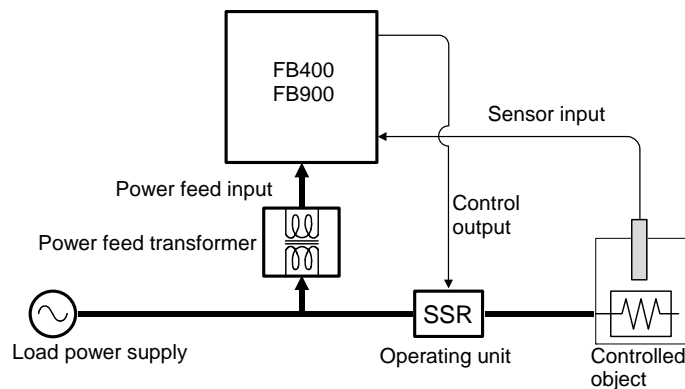 FB400
FB900
Sensor input
Power feed input
Control
output
Power feed transformer
SSR
Load power supply
Operating unit
Controlled
object